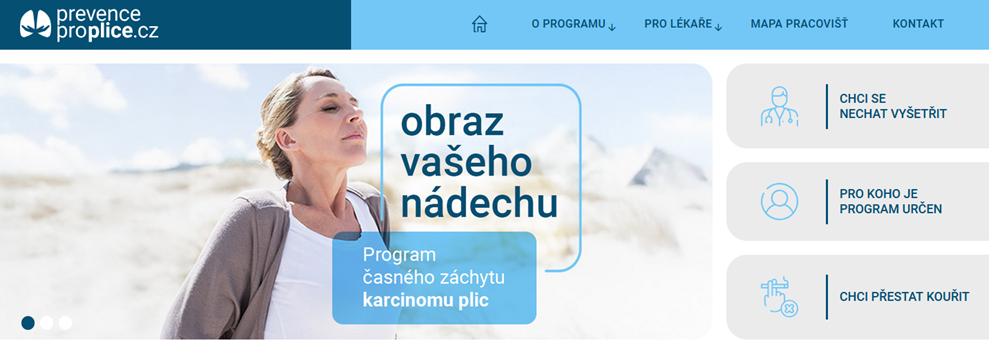 prevence
proplice.cz
O PROGRAMU
PRO LÉKAŘE
MAPA PRACOVIŠŤ
KONTAKT
obraz
vašeho
nádechu
Program
časného záchytu
karcinomu plic
CHCI SE
NECHAT VYŠETŘIT
PRO KOHO JE
PROGRAM URČEN
CHCI PŘESTAT KOUŘIT